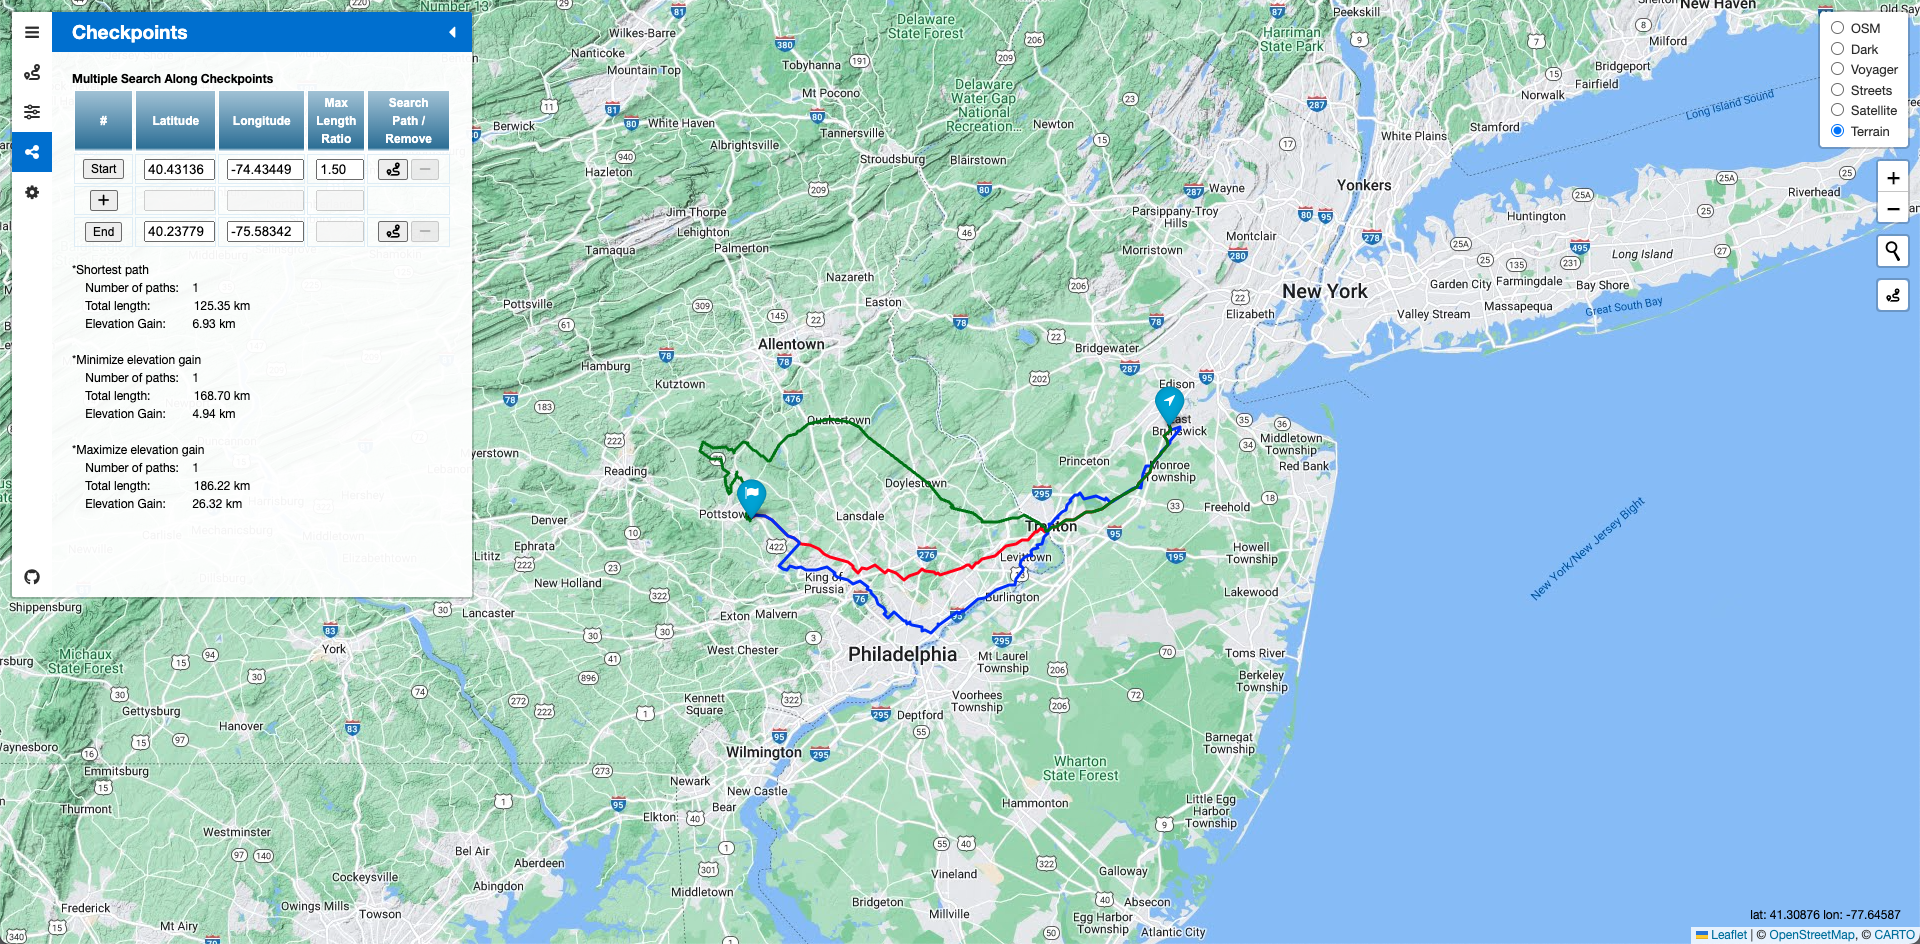 Checkpoints
Multiple Search Along Checkpoints
# Latitude Longitude Max Length Ratio Search Path / Remove
Start 40.43136 -74.43449 1.50 −
+
End 40.23779 -75.58342 −
*Shortest path
Number of paths: 1
Total length: 125.35 km
Elevation Gain: 6.93 km
*Minimize elevation gain
Number of paths: 1
Total length: 168.70 km
Elevation Gain: 4.94 km
*Maximize elevation gain
Number of paths: 1
Total length: 186.22 km
Elevation Gain: 26.32 km
OSM
Dark
Voyager
Streets
Satellite
Terrain
+
−
Number 13
Wilkes-Barre
Nanticoke
Mountain Top
Tobyhanna
Mt Pocono
Delaware
State Forest
Delaware
Water Gap
National
Recreation...
Peekskill
Harriman
State Park
New Haven
Old Say
Milford
Bridgeport
Fairfield
Norwalk
Stamford
Long Island Sound
White Plains
Berwick
White Haven
Albrightsville
Tannersville
Stroudsburg
Newton
Blairstown
Hazleton
Jim Thorpe
Lehighton
Palmerton
Tamaqua
Nazareth
Easton
Pottsville
Allentown
Hamburg
Kutztown
Wayne
Yonkers
Parsippany-Troy
Hills
Montclair
Morristown
New York
Elizabeth
Bridgewater
Edison
East
Brunswick
Riverhead
Huntington
Long Island
Garden City
Farmingdale
Bay Shore
Massapequa
Valley Stream
Great South Bay
Middletown
Township
Red Bank
Princeton
Monroe
Township
Freehold
Howell
Township
Lakewood
Quakertown
Doylestown
Lansdale
Reading
Pottstown
Trenton
Levittown
Burlington
King of
Prussia
Denver
Ephrata
Lititz
New Holland
Lancaster
Exton
Malvern
West Chester
Philadelphia
Mt Laurel
Township
Voorhees
Township
Deptford
Kennett
Square
Wilmington
Newark
New Castle
Bear
Elkton
Middletown
Toms River
Berkeley
Township
Barnegat
Township
Wharton
State Forest
Hammonton
Little Egg
Harbor
Township
Galloway
Absecon
Egg Harbor
Township
Atlantic City
Vineland
Bridgeton
Millville
New York/New Jersey Bight
Shippensburg
Michaux
State Forest
York
Gettysburg
Hanover
Emmitsburg
Thurmont
Westminster
Bel Air
Aberdeen
Abingdon
Cockeysville
Owings Mills
Towson
Frederick
Mt Airy
lat: 41.30876 lon: -77.64587
Leaflet | © OpenStreetMap, © CARTO